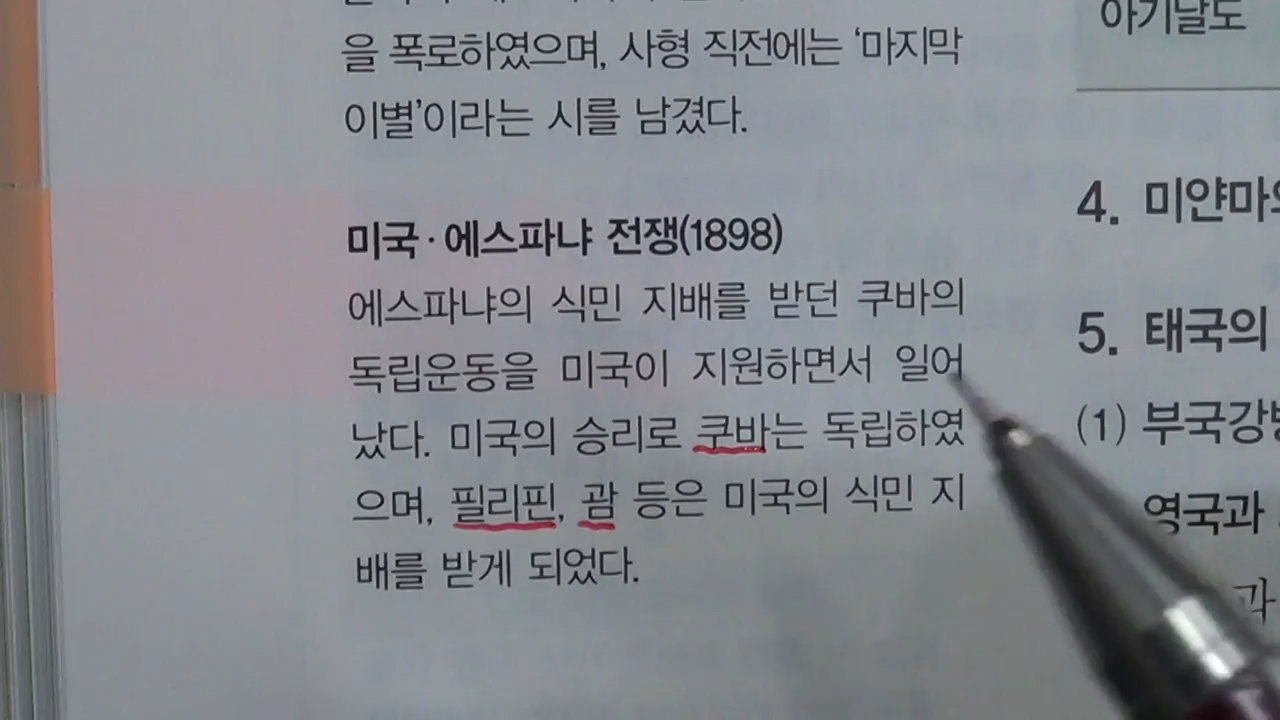 을 폭로하였으며, 사형 직전에는 ‘마지막
이별’이라는 시를 남겼다.
미국·에스파냐 전쟁(1898)
에스파냐의 식민 지배를 받던 쿠바의
독립운동을 미국이 지원하면서 일어
났다. 미국의 승리로 쿠바는 독립하였
으며, 필리핀, 괌 등은 미국의 식민 지
배를 받게 되었다.
아기날도
4. 미얀마
5. 태국의
(1) 부국강
영국과